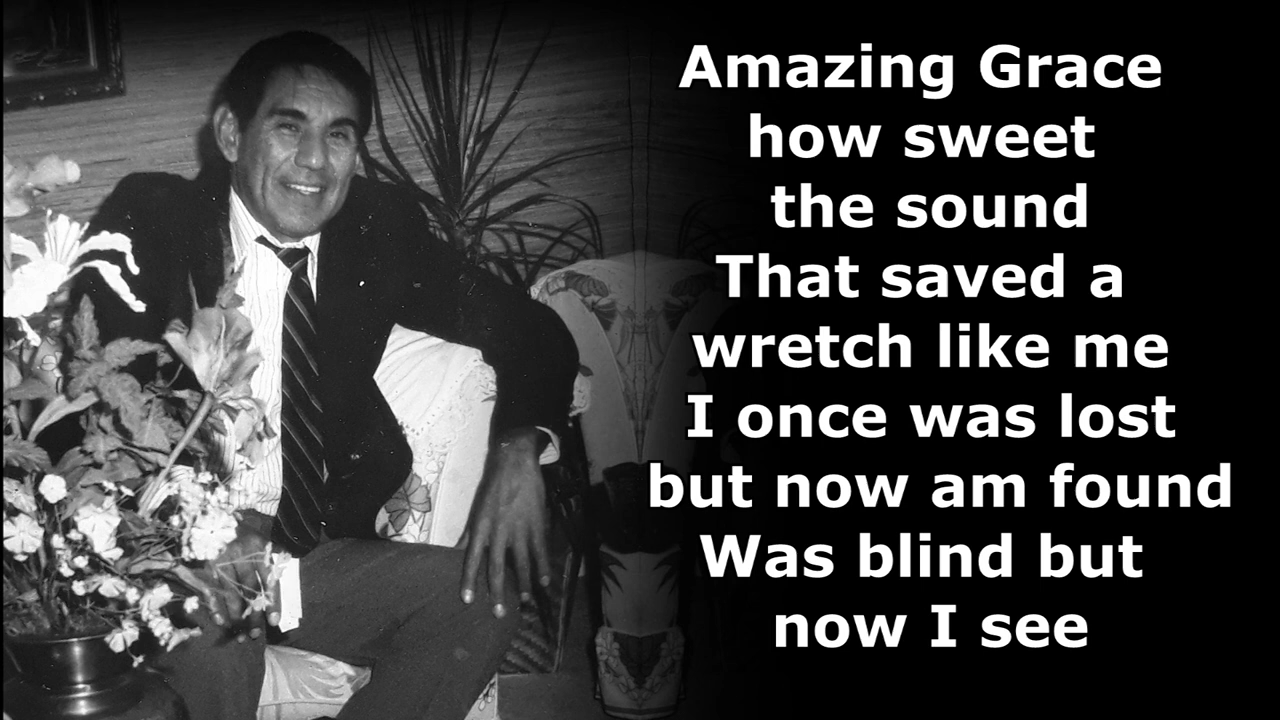 Amazing Grace
how sweet
the sound
That saved a
wretch like me
I once was lost
but now am found
Was blind but
now I see